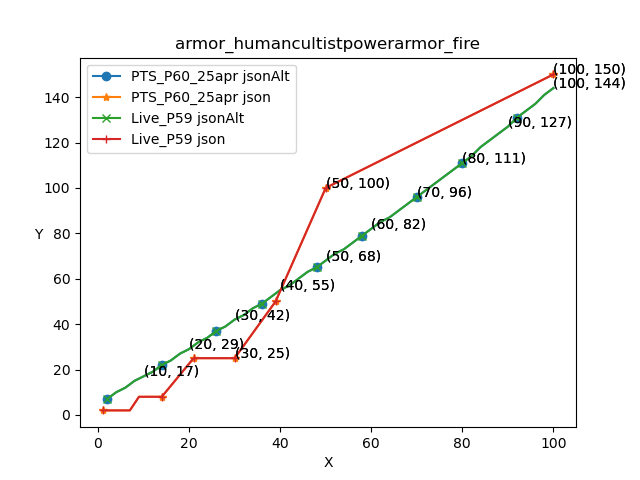 armor_humancultistpowerarmor_fire
PTS_P60_25apr jsonAlt
PTS_P60_25apr json
Live_P59 jsonAlt
Live_P59 json
(100, 150)
(100, 144)
(90, 127)
(80, 111)
(50, 100)
(70, 96)
(60, 82)
(50, 68)
(40, 55)
(30, 42)
(20, 29)
(30, 25)
(10, 17)
Y
140
120
100
80
60
40
20
0
0 20 40 60 80 100
X